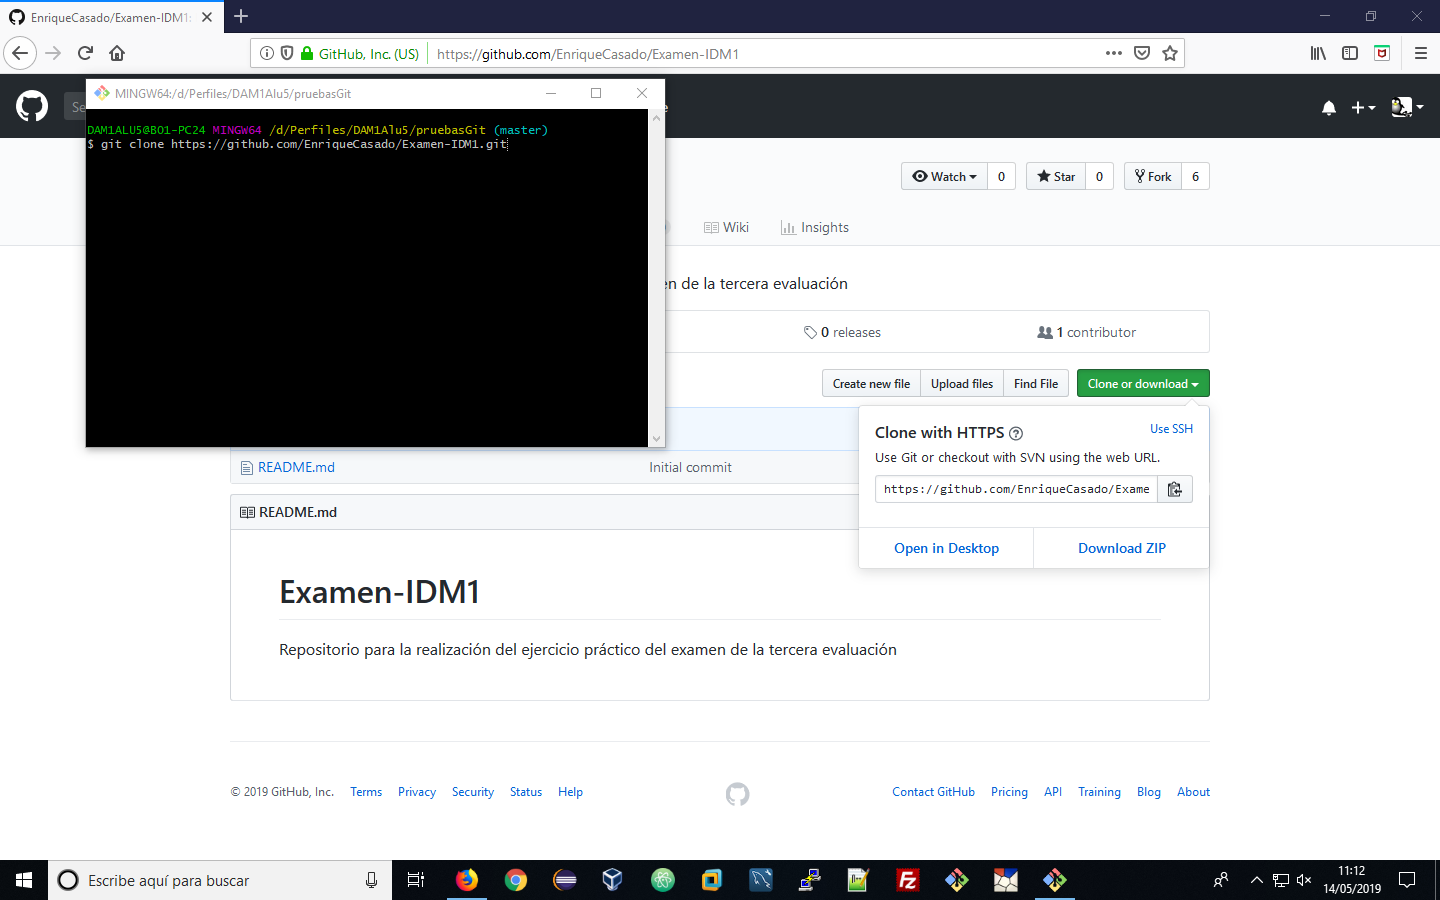 EnriqueCasado/Examen-IDM1:
GitHub, Inc. (US)
https://github.com/EnriqueCasado/Examen-IDM1
MINGW64:/d/Perfiles/DAM1Alu5/pruebasGit
Se
e
DAM1ALU5@B01-PC24 MINGW64 /d/Perfiles/DAM1Alu5/pruebasGit (master)
$ git clone https://github.com/EnriqueCasado/Examen-IDM1.git
Watch 0 Star 0 Fork 6
Wiki Insights
en de la tercera evaluación
0 releases 1 contributor
Create new file Upload files Find File Clone or download
Clone with HTTPS Use SSH
Use Git or checkout with SVN using the web URL.
README.md Initial commit
https://github.com/EnriqueCasado/Exame
README.md
Open in Desktop Download ZIP
Examen-IDM1
Repositorio para la realización del ejercicio práctico del examen de la tercera evaluación
© 2019 GitHub, Inc. Terms Privacy Security Status Help Contact GitHub Pricing API Training Blog About
Escribe aquí para buscar
11:12
14/05/2019